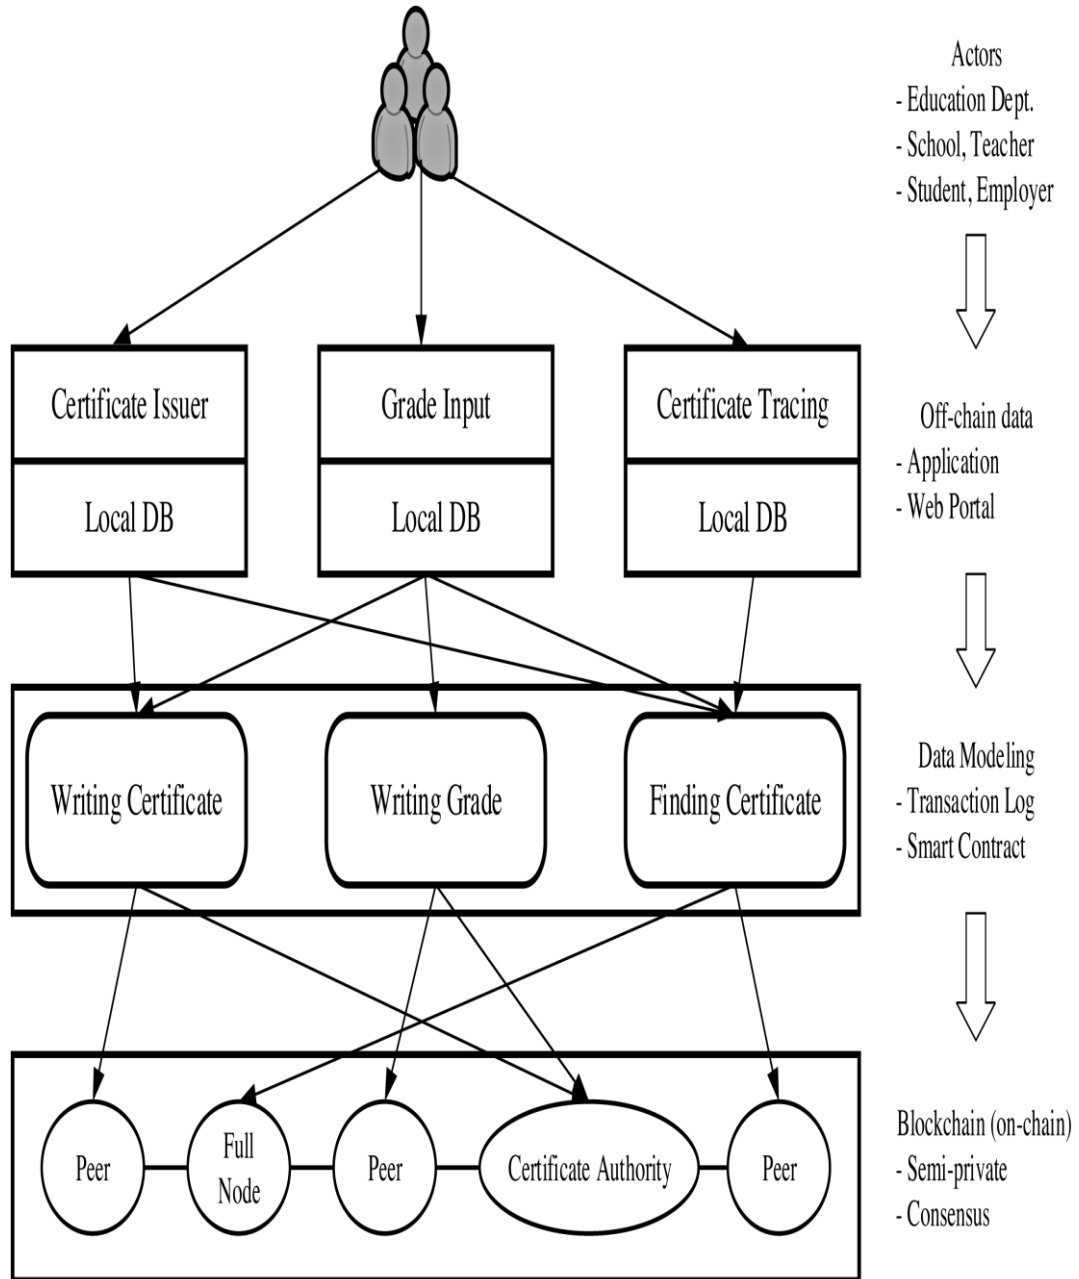 Actors
- Education Dept.
- School, Teacher
- Student, Employer
Certificate Issuer
Grade Input
Certificate Tracing
Local DB
Local DB
Local DB
Off-chain data
- Application
- Web Portal
Writing Certificate
Writing Grade
Finding Certificate
Data Modeling
- Transaction Log
- Smart Contract
Peer
Full
Node
Peer
Certificate Authority
Peer
Blockchain (on-chain)
- Semi-private
- Consensus